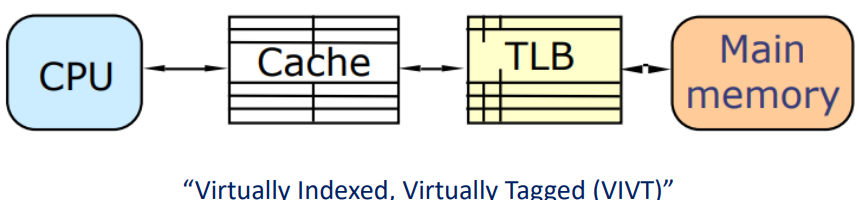 CPU
Cache
TLB
Main
memory
“Virtually Indexed, Virtually Tagged (VIVT)”